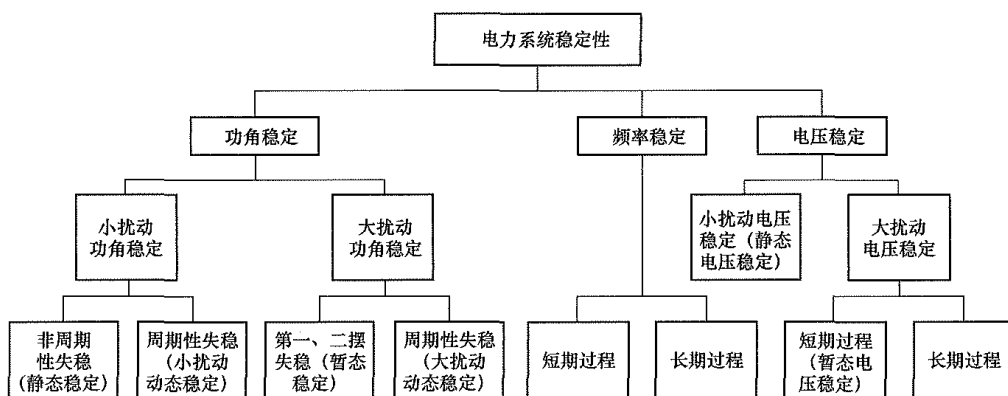 电力系统稳定性
功角稳定
频率稳定
电压稳定
小扰动
功角稳定
大扰动
功角稳定
小扰动电压
稳定（静态
电压稳定）
大扰动
电压稳定
非周期
性失稳
（静态稳定）
周期性失稳
（小扰动
动态稳定）
第一、二摆
失稳（暂态
稳定）
周期性失稳
（大扰动
动态稳定）
短期过程
长期过程
短期过程
（暂态电
压稳定）
长期过程